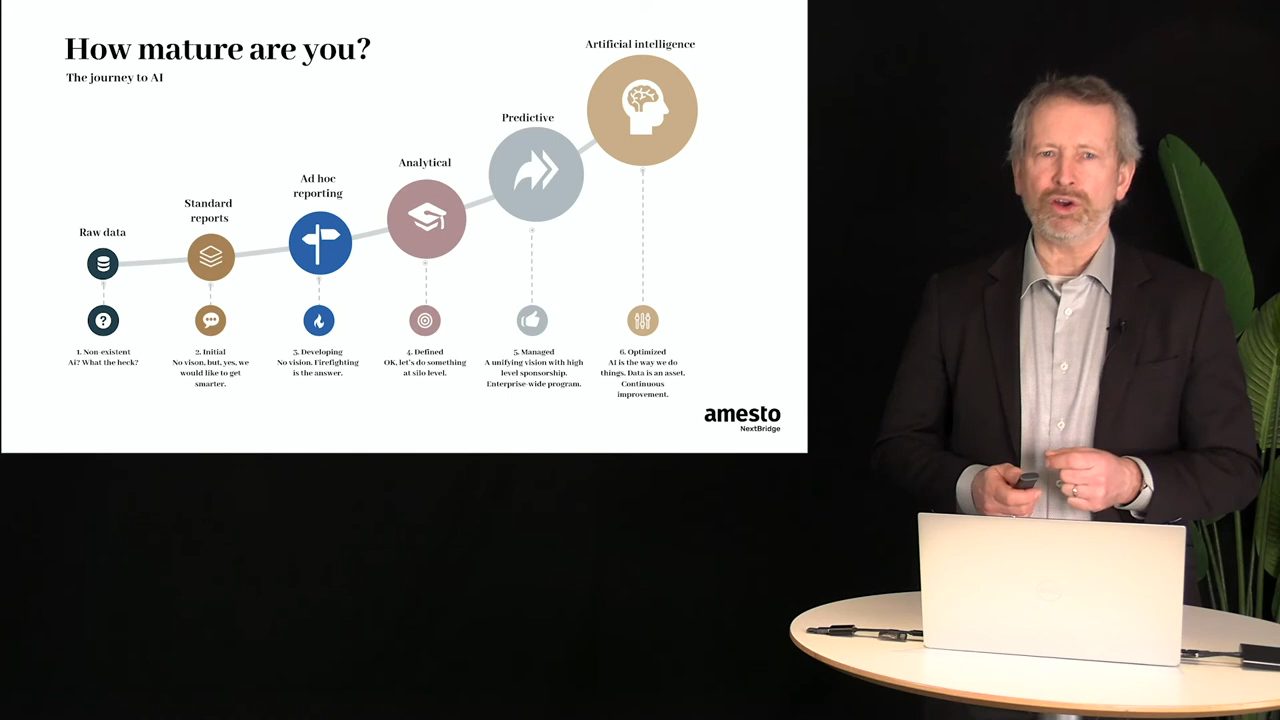 How mature are you?
The journey to AI
Artificial intelligence
Predictive
Analytical
Ad hoc
reporting
Standard
reports
Raw data
1. Non-existent
Ai? What the heck?
2. Initial
No vison, but, yes, we
would like to get
smarter.
3. Developing
No vision. Firefighting
is the answer.
4. Defined
OK, let's do something
at silo level.
5. Managed
A unifying vision with high
level sponsorship.
Enterprise-wide program.
6. Optimized
AI is the way we do
things. Data is an asset.
Continuous
improvement.
amesto
NextBridge